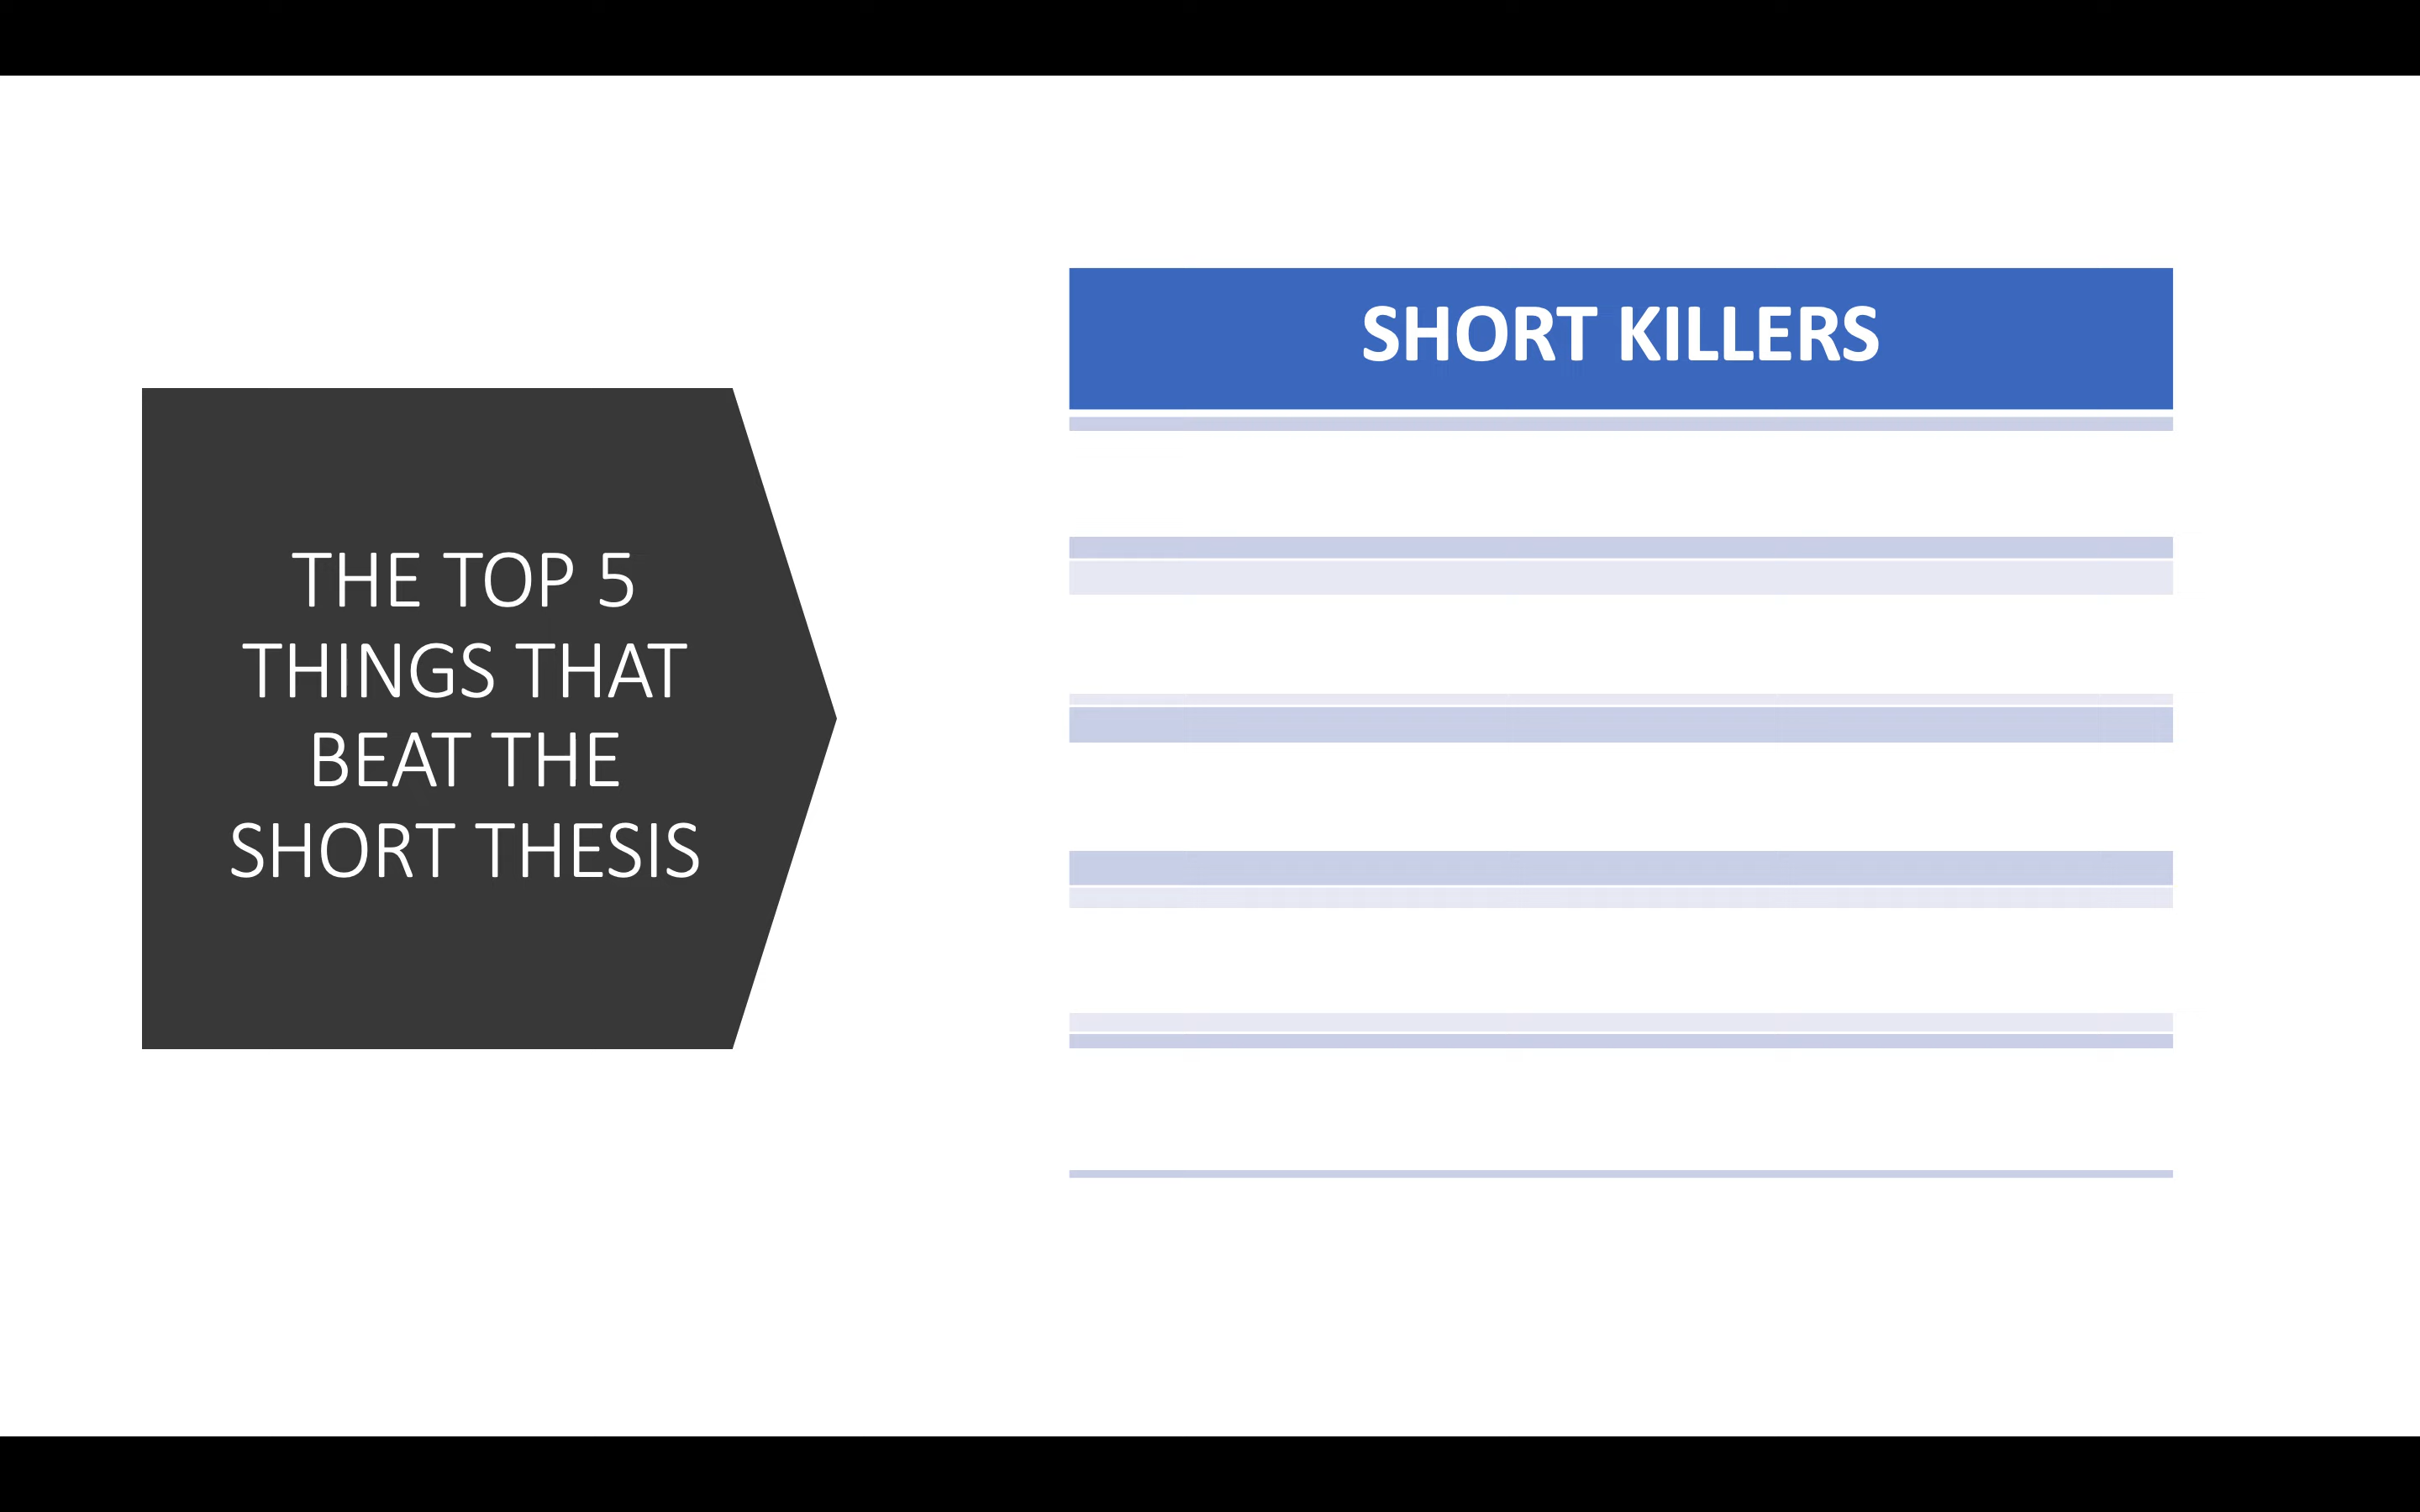 THE TOP 5
THINGS THAT
BEAT THE
SHORT THESIS
SHORT KILLERS